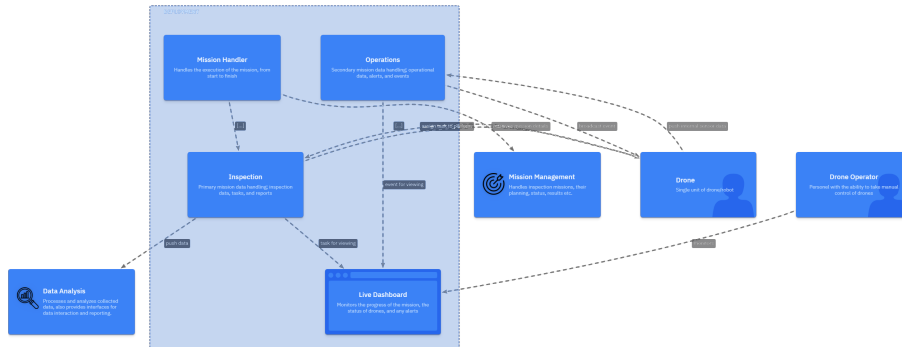 Mission Handler
Handles the execution of the mission, from
start to finish
Operations
Secondary mission data handling; operational
data, alerts, and events
[...]
[...]
Inspection
Primary mission data handling; inspection
data, tasks, and reports
event for viewing
Mission Management
Handles inspection missions, their
planning, status, results etc.
Drone
Single unit of drone/robot
Drone Operator
Personnel with the ability to take manual
control of drones
push data
task for viewing
Data Analysis
Processes and analyses collected
data, also provides interfaces for
data interaction and reporting.
Live Dashboard
Monitors the progress of the mission, the
status of drones, and any alerts